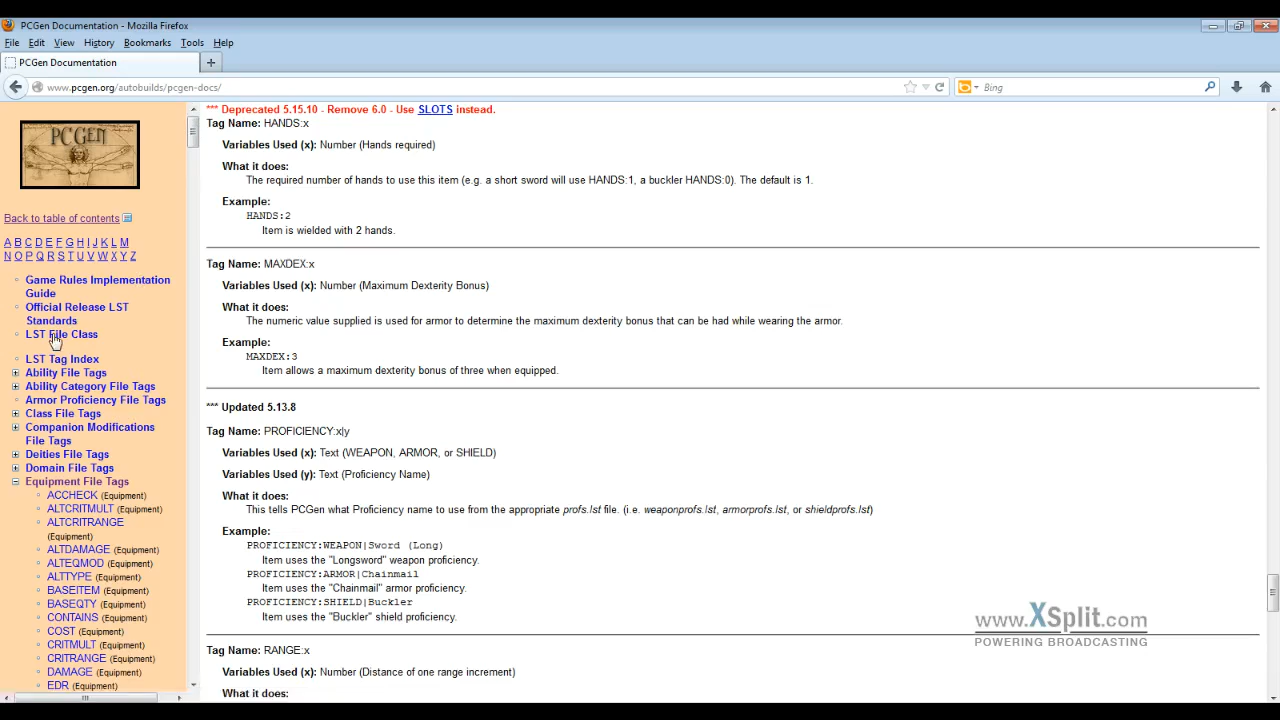 PCGen Documentation - Mozilla Firefox
File Edit View History Bookmarks Tools Help
PCGen Documentation
www.pcgen.org/autobuilds/pcgen-docs/
Bing
PCGEN
Back to table of contents
A B C D E F G H I J K L M
N O P Q R S T U V W X Y Z
Game Rules Implementation
Guide
Official Release LST
Standards
LST File Class
LST Tag Index
Ability File Tags
Ability Category File Tags
Armor Proficiency File Tags
Class File Tags
Companion Modifications
File Tags
Deities File Tags
Domain File Tags
Equipment File Tags
ACCHECK (Equipment)
ALTCRITMULT (Equipment)
ALTCRITRANGE
(Equipment)
ALTDAMAGE (Equipment)
ALTEQMOD (Equipment)
ALTTYPE (Equipment)
BASEITEM (Equipment)
BASEQTY (Equipment)
CONTAINS (Equipment)
COST (Equipment)
CRITMULT (Equipment)
CRITRANGE (Equipment)
DAMAGE (Equipment)
EDR (Equipment)
*** Deprecated 5.15.10 - Remove 6.0 - Use SLOTS instead.
Tag Name: HANDS:x
Variables Used (x): Number (Hands required)
What it does:
The required number of hands to use this item (e.g. a short sword will use HANDS:1, a buckler HANDS:0). The default is 1.
Example:
HANDS:2
Item is wielded with 2 hands.
Tag Name: MAXDEX:x
Variables Used (x): Number (Maximum Dexterity Bonus)
What it does:
The numeric value supplied is used for armor to determine the maximum dexterity bonus that can be had while wearing the armor.
Example:
MAXDEX:3
Item allows a maximum dexterity bonus of three when equipped.
*** Updated 5.13.8
Tag Name: PROFICIENCY:x|y
Variables Used (x): Text (WEAPON, ARMOR, or SHIELD)
Variables Used (y): Text (Proficiency Name)
What it does:
This tells PCGen what Proficiency name to use from the appropriate profs.lst file. (i.e. weaponprofs.lst, armorprofs.lst, or shieldprofs.lst)
Example:
PROFICIENCY:WEAPON|Sword (Long)
Item uses the "Longsword" weapon proficiency.
PROFICIENCY:ARMOR|Chainmail
Item uses the "Chainmail" armor proficiency.
PROFICIENCY:SHIELD|Buckler
Item uses the "Buckler" shield proficiency.
Tag Name: RANGE:x
Variables Used (x): Number (Distance of one range increment)
What it does:
www.XSplit.com
POWERING BROADCASTING